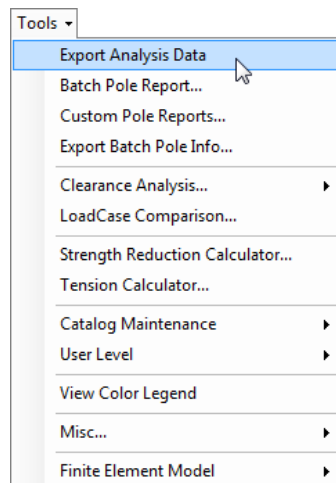 Tools
Export Analysis Data
Batch Pole Report...
Custom Pole Reports...
Export Batch Pole Info...
Clearance Analysis...
LoadCase Comparison...
Strength Reduction Calculator...
Tension Calculator...
Catalog Maintenance
User Level
View Color Legend
Misc...
Finite Element Model